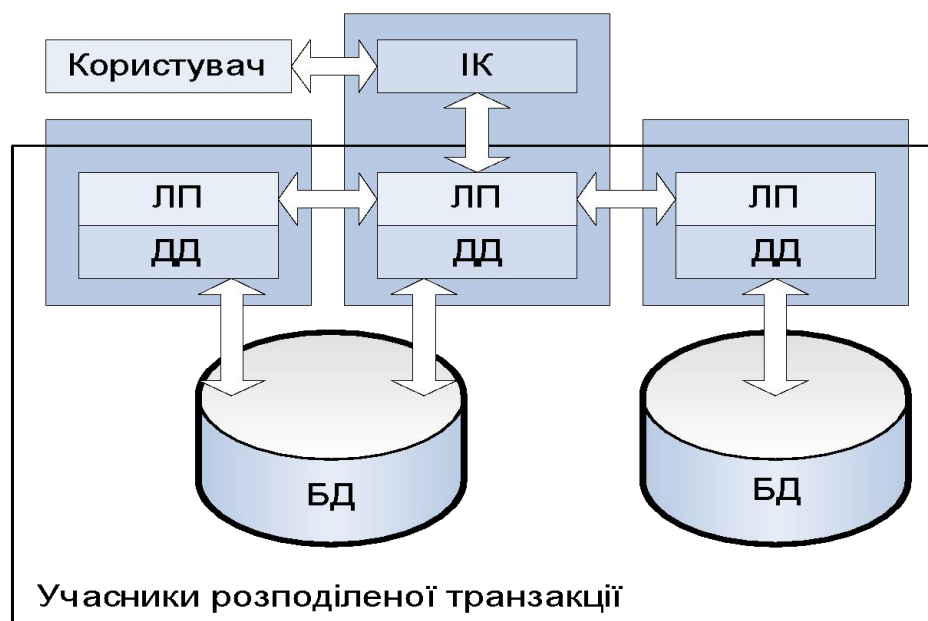 Користувач
ІК
ЛП
ЛП
ЛП
ДД
ДД
ДД
БД
БД
Учасники розподіленої транзакції